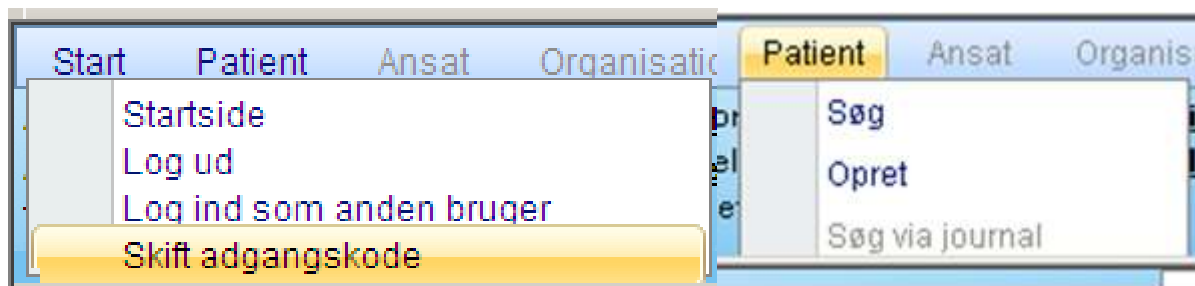 Start Patient Ansat
Startside
Log ud
Log ind som anden bruger
Skift adgangskode
Patient Ansat
Søg
Opret
Søg via journal